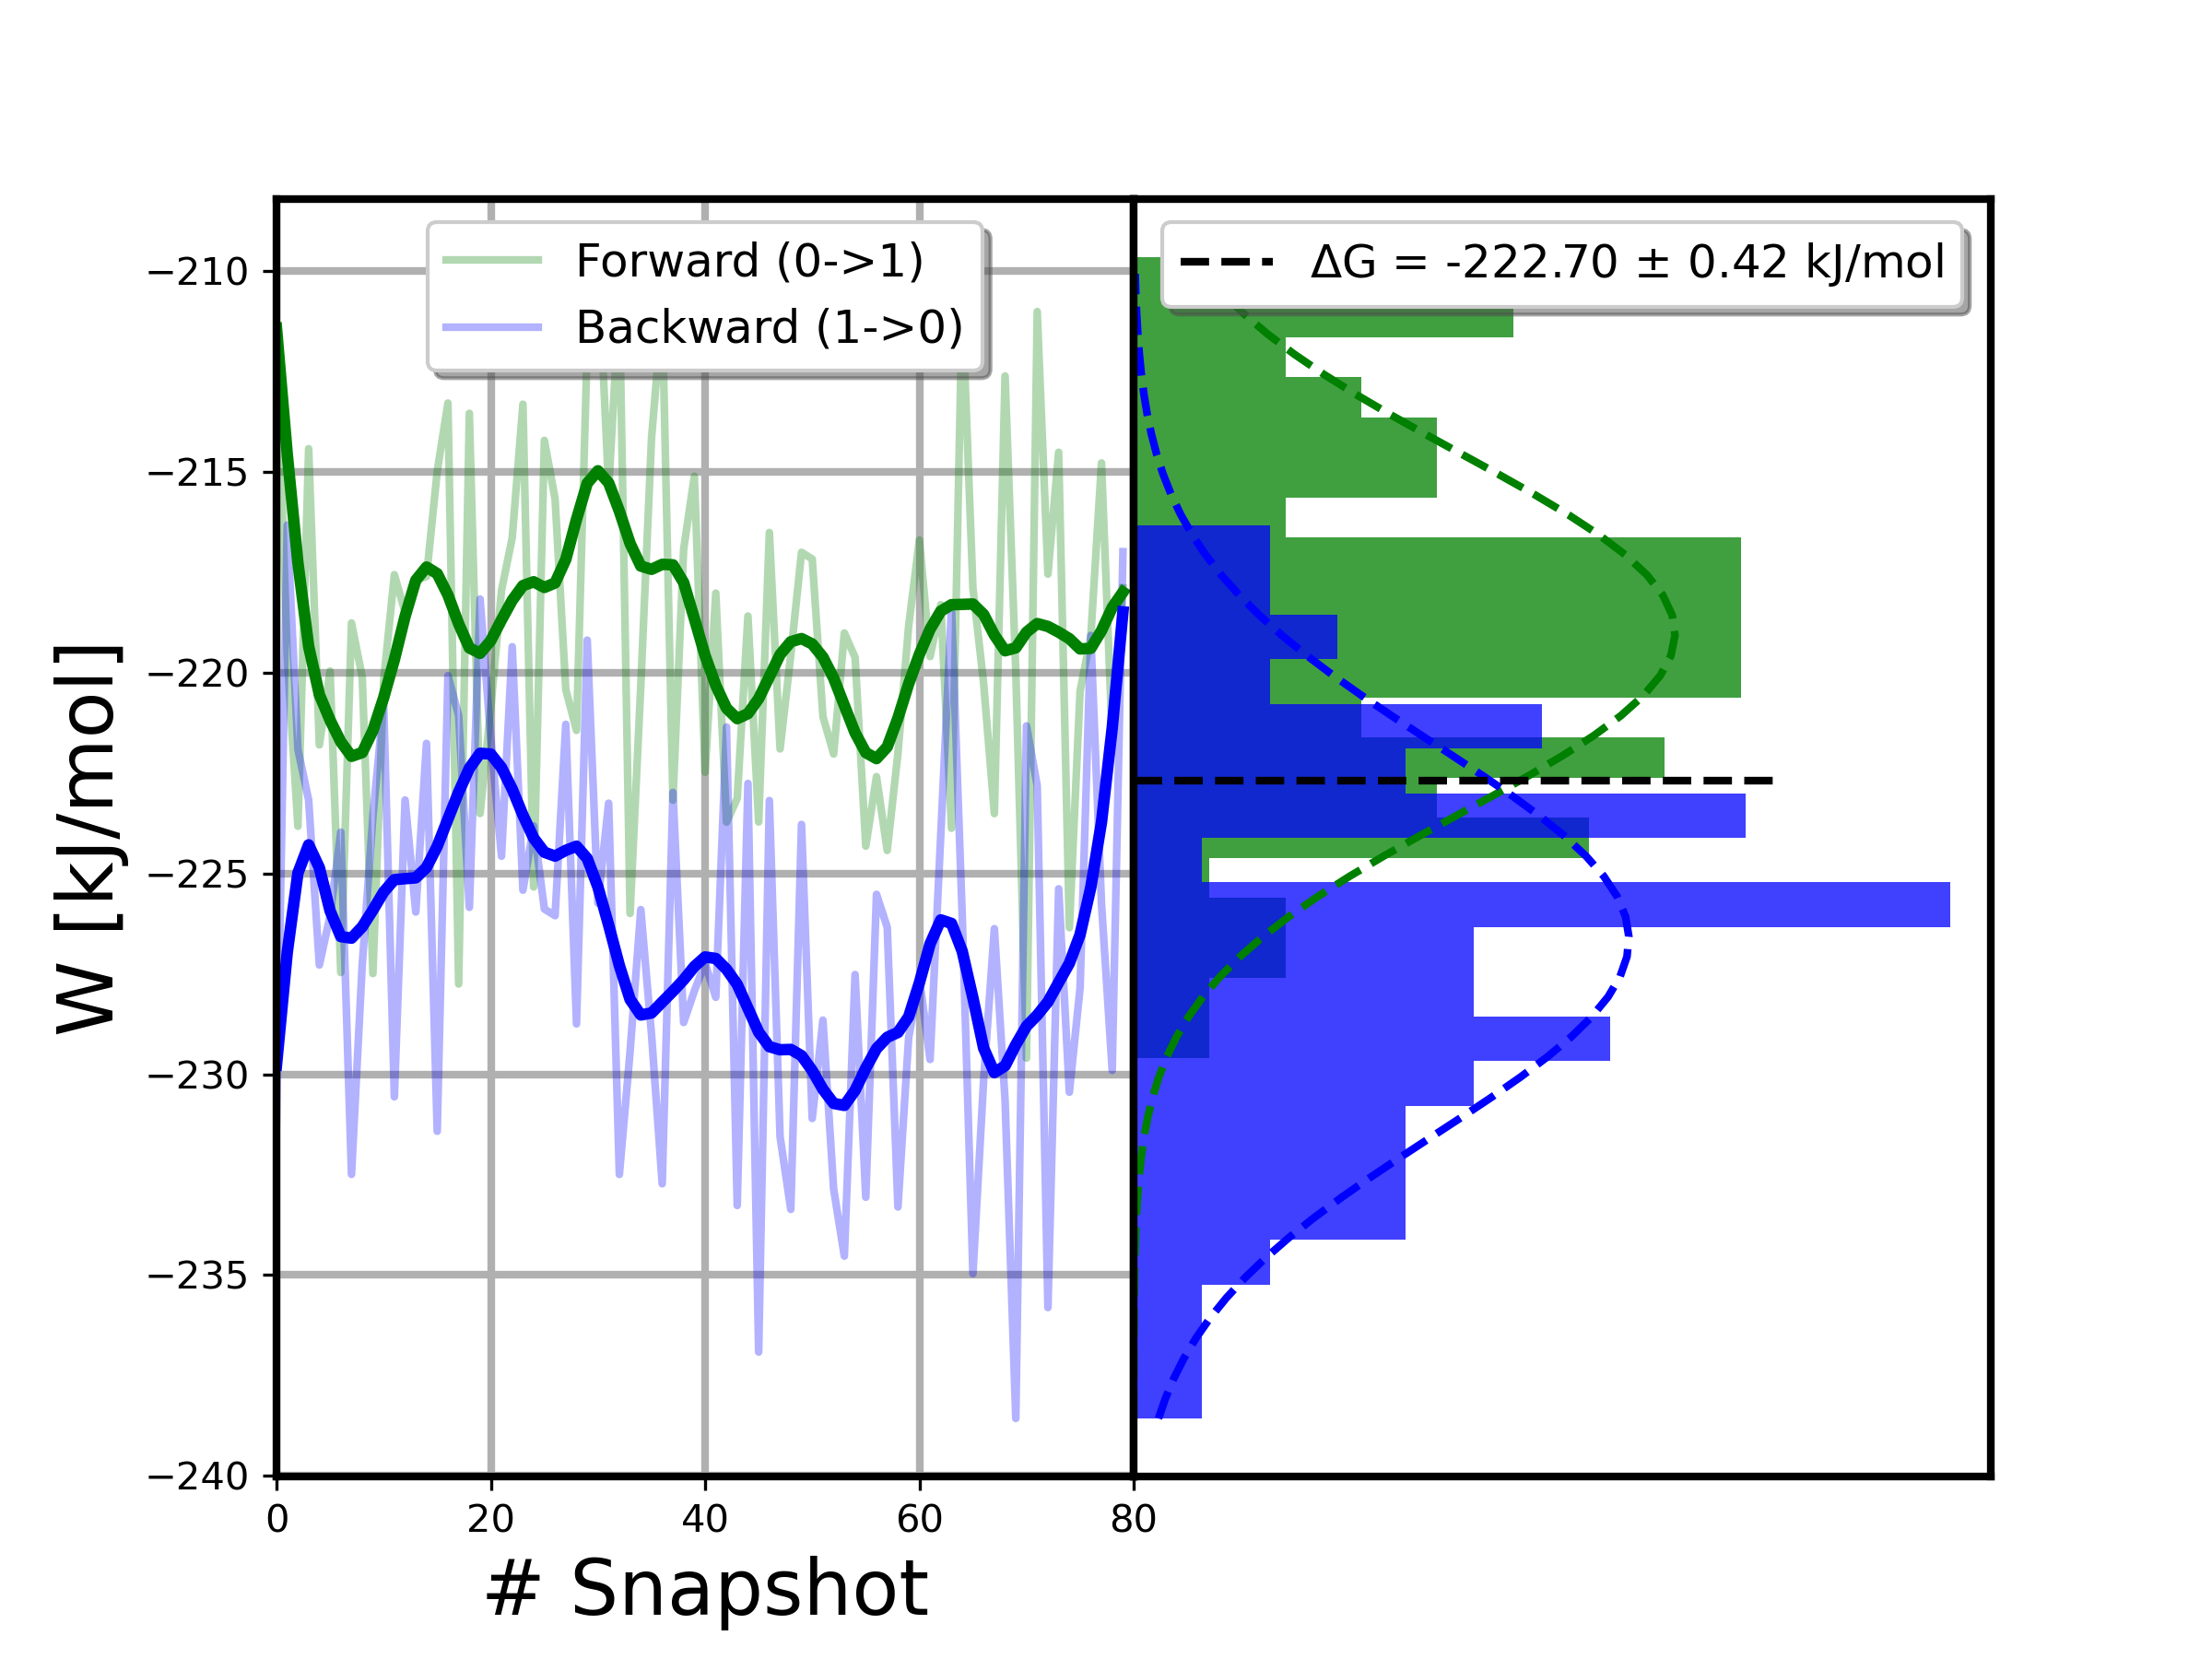 Forward (0->1)
Backward (1->0)
ΔG = -222.70 ± 0.42 kJ/mol
−210
−215
−220
−225
−230
−235
−240
W [kJ/mol]
0 20 40 60 80
# Snapshot